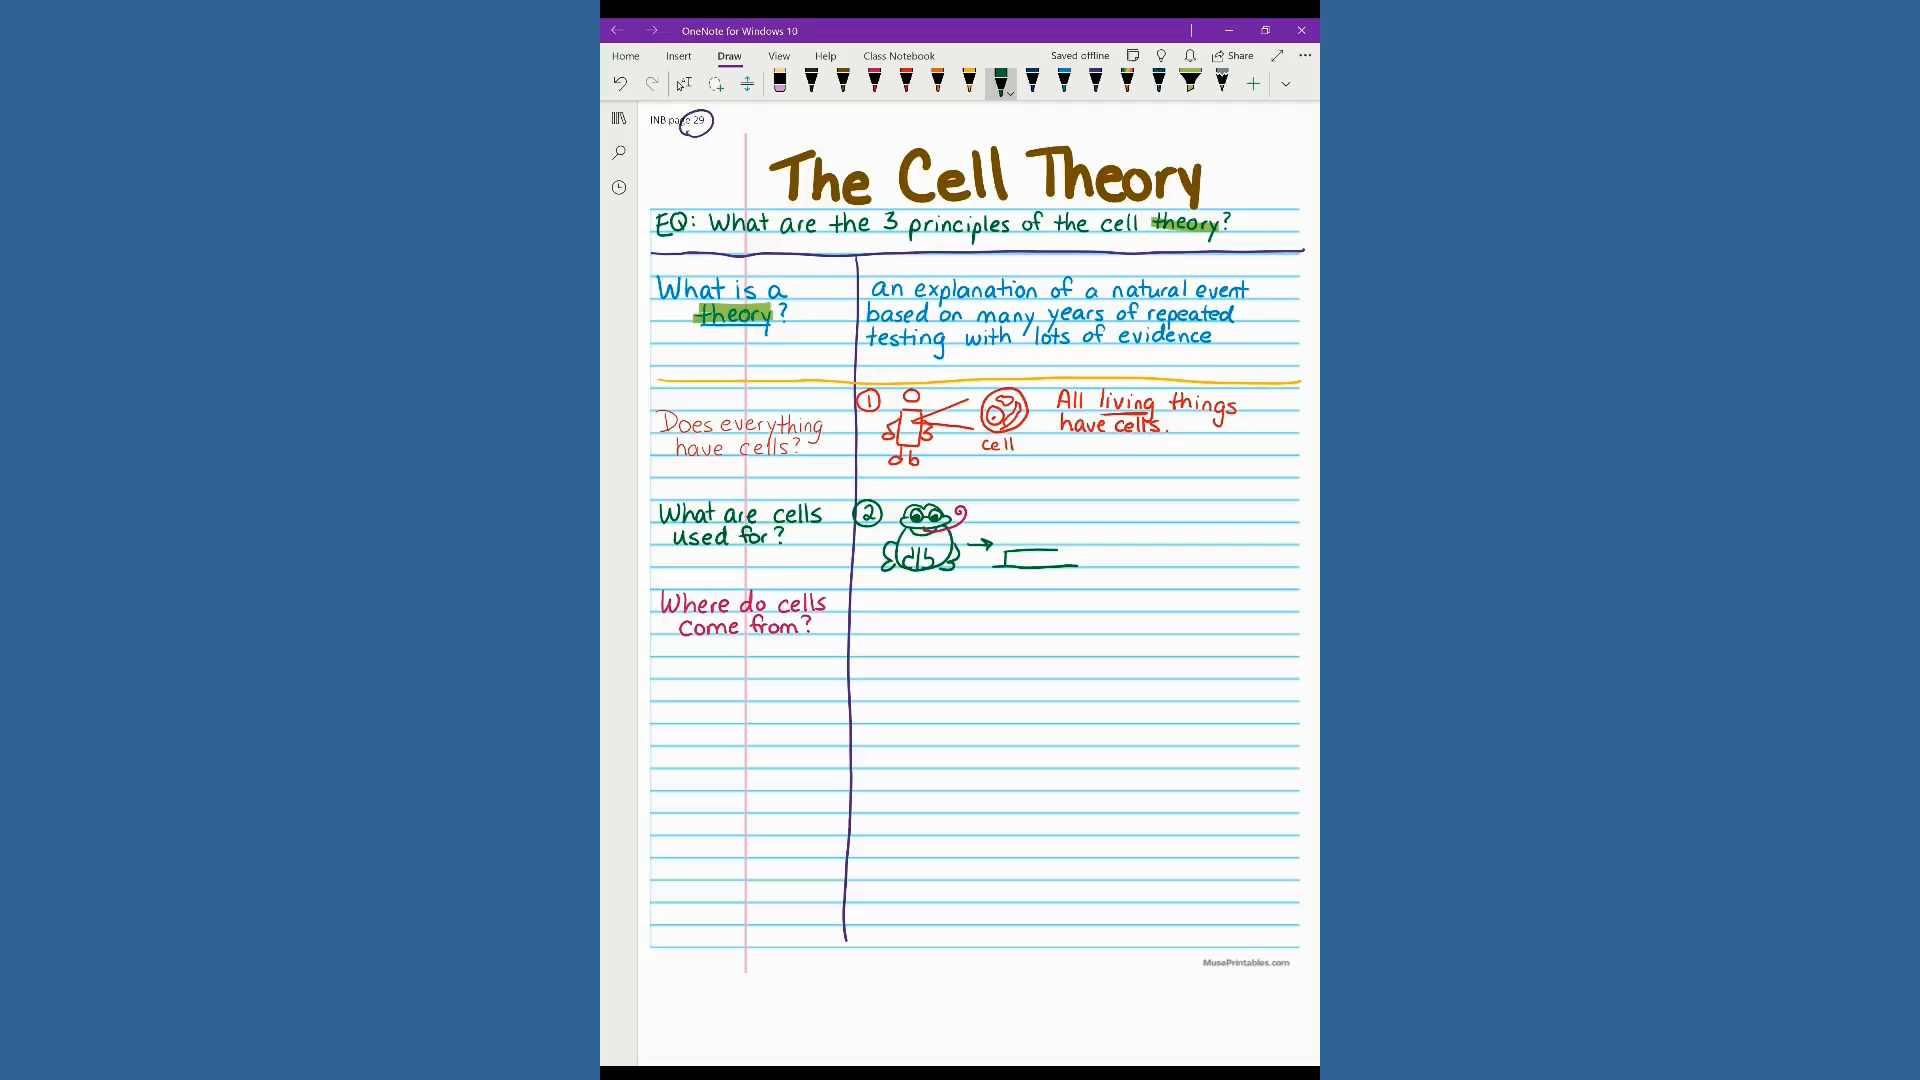 OneNote for Windows 10
Home Insert Draw View Help Class Notebook Saved offline Share
INB page 29
The Cell Theory
EQ: What are the 3 principles of the cell theory?
What is a
theory?
an explanation of a natural event
based on many years of repeated
testing with lots of evidence
Does everything
have cells?
1
cell
All living things
have cells.
What are cells
used for?
2
Where do cells
come from?
MusePrintables.com